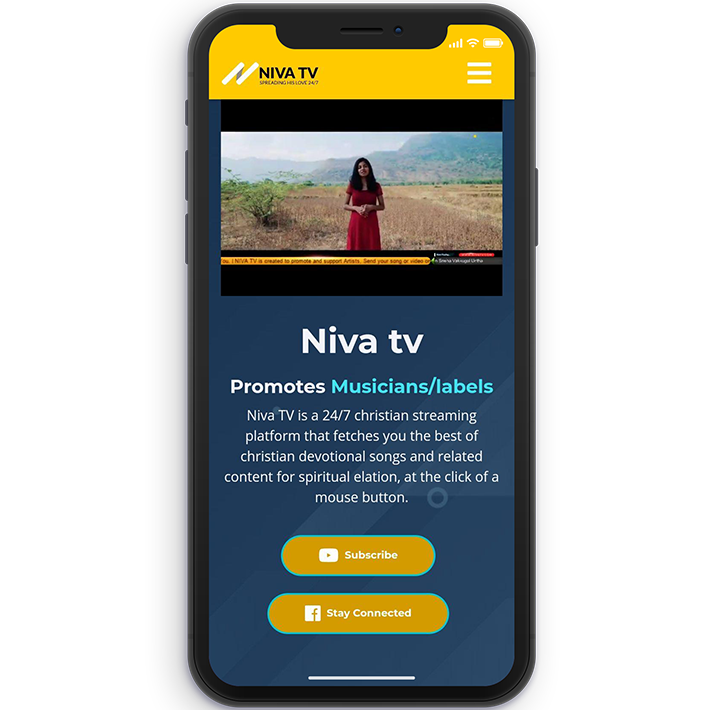 NIVA TV
SPREADING HIS LOVE 24/7
NIVA TV is created to promote and support Artists, Send your song or video
Niva tv
Promotes Musicians/labels
Niva TV is a 24/7 christian streaming
platform that fetches you the best of
christian devotional songs and related
content for spiritual elation, at the click of a
mouse button.
Subscribe
Stay Connected